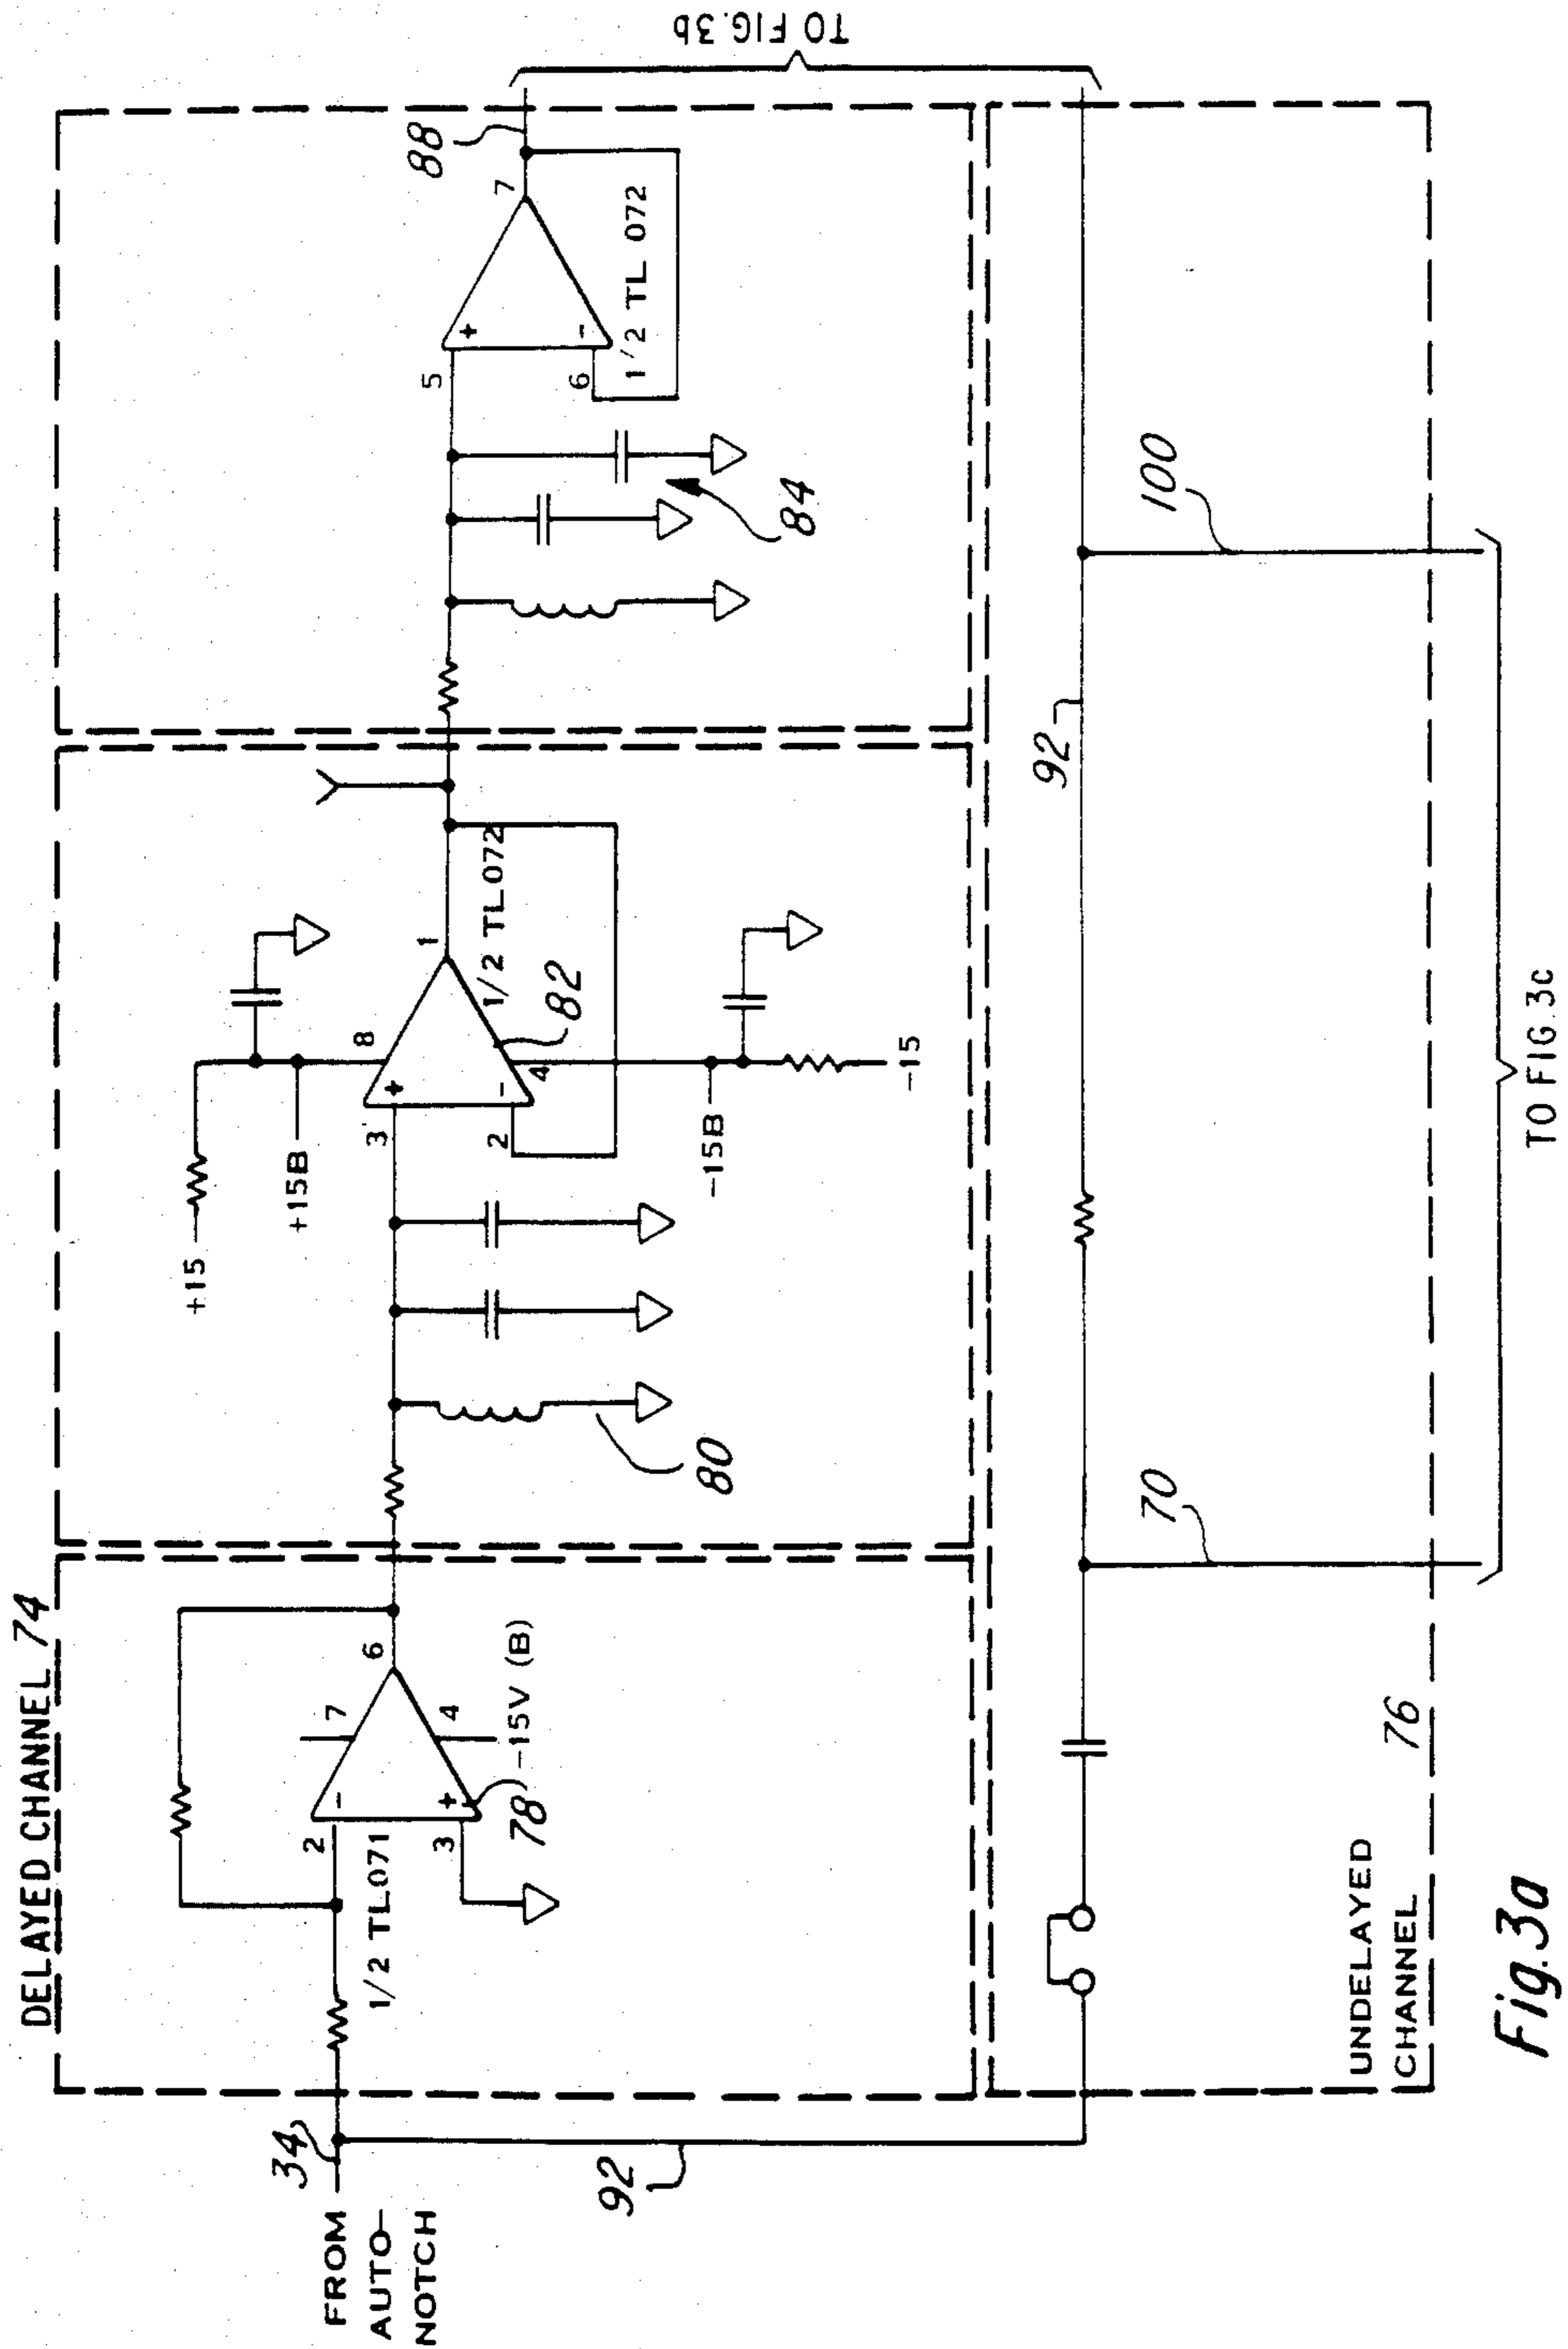 DELAYED CHANNEL 74
FROM
AUTO-
NOTCH
34
92
2
3
7
4
6
1/2 TL071
78
-15V (B)
80
+15
+15B
8
3
2
4
1
1/2 TL072
82
-15B
-15
84
5
6
7
1/2 TL 072
88
TO FIG.3b
UNDELAYED
CHANNEL
76
70
92
100
TO FIG.3c
Fig.3a